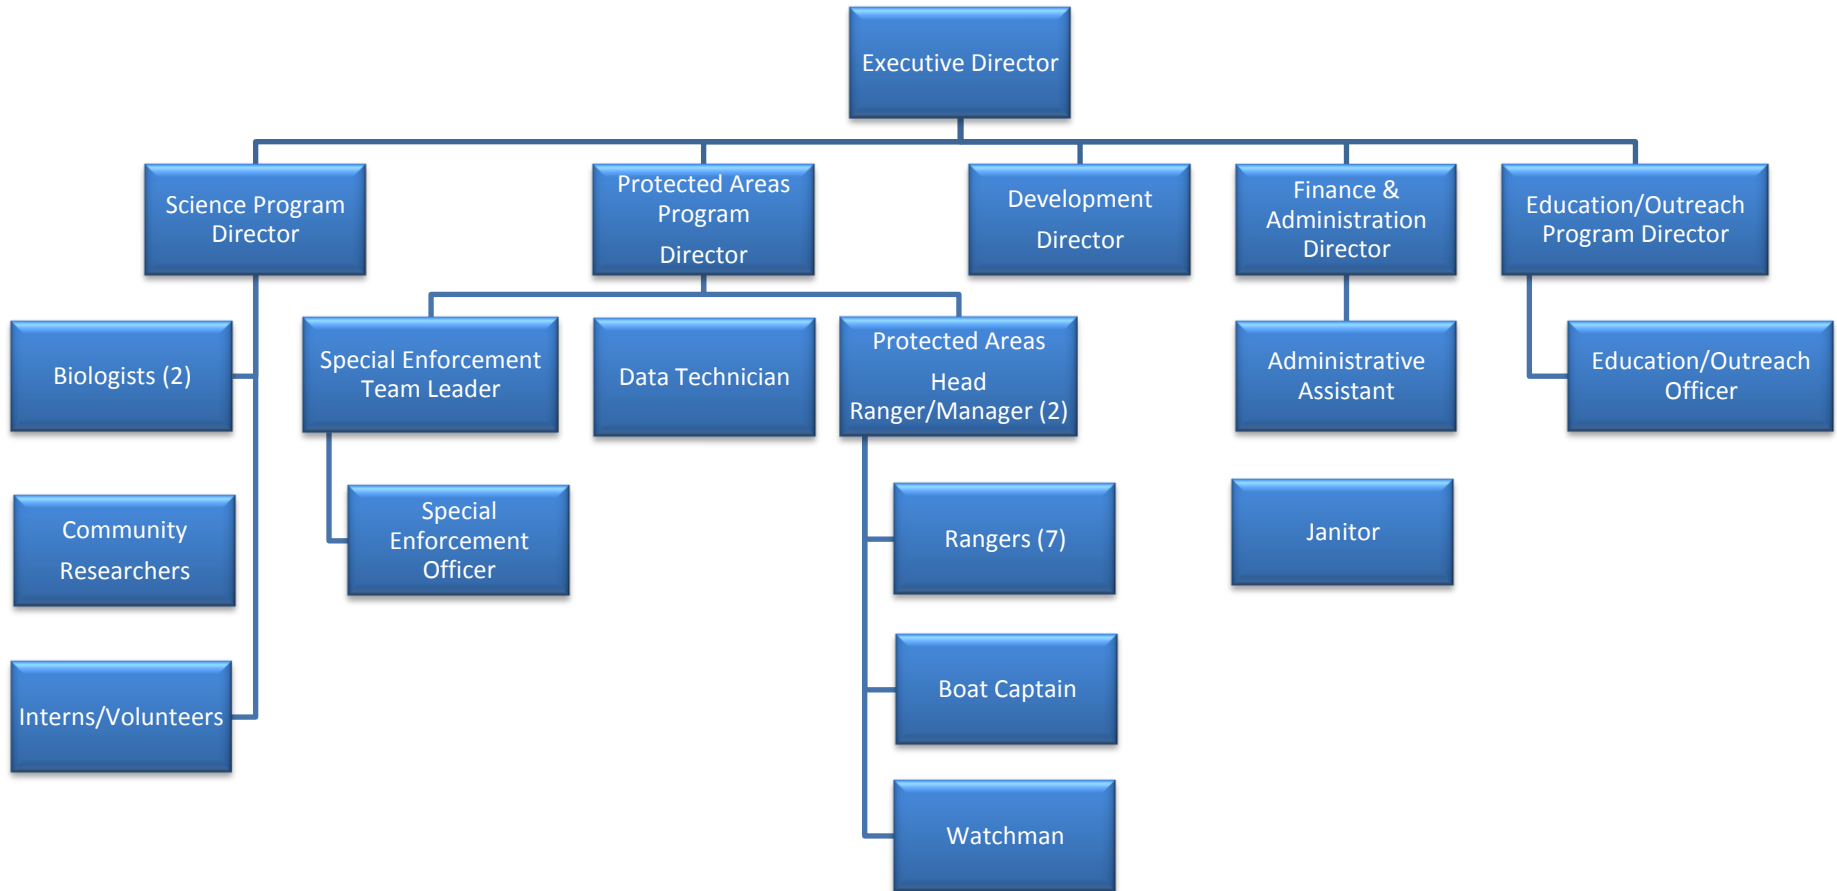 Executive Director
Science Program
Director
Protected Areas
Program
Director
Development
Director
Finance &
Administration
Director
Education/Outreach
Program Director
Biologists (2)
Special Enforcement
Team Leader
Data Technician
Protected Areas
Head
Ranger/Manager (2)
Administrative
Assistant
Education/Outreach
Officer
Community
Researchers
Special
Enforcement
Officer
Rangers (7)
Janitor
Interns/Volunteers
Boat Captain
Watchman